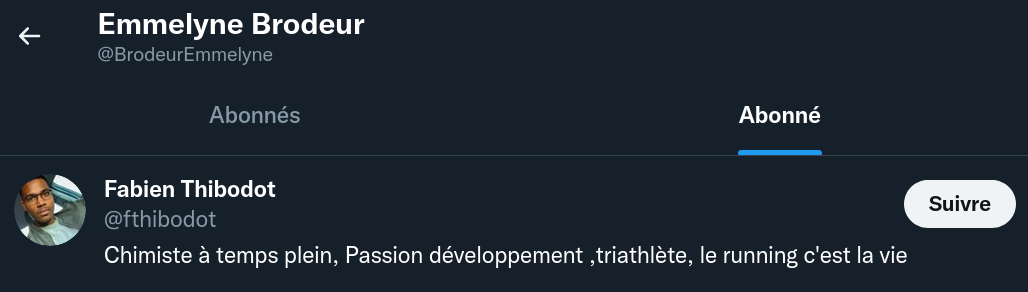 Emmelyne Brodeur
@BrodeurEmmelyne
Abonnés
Abonné
Fabien Thibodot
@fthibodot
Suivre
Chimiste à temps plein, Passion développement ,triathlète, le running c'est la vie